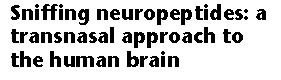 Sniffing neuropeptides: a
transnasal approach to
the human brain